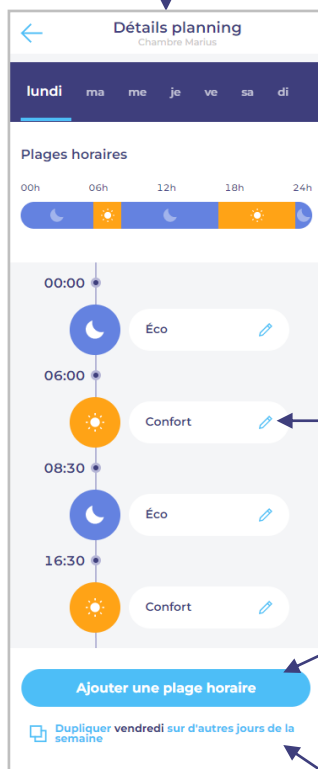 Détails planning
Chambre Marius
lundi ma me je ve sa di
Plages horaires
00h 06h 12h 18h 24h
00:00
Éco
06:00
Confort
08:30
Éco
16:30
Confort
Ajouter une plage horaire
Dupliquer vendredi sur d'autres jours de la
semaine